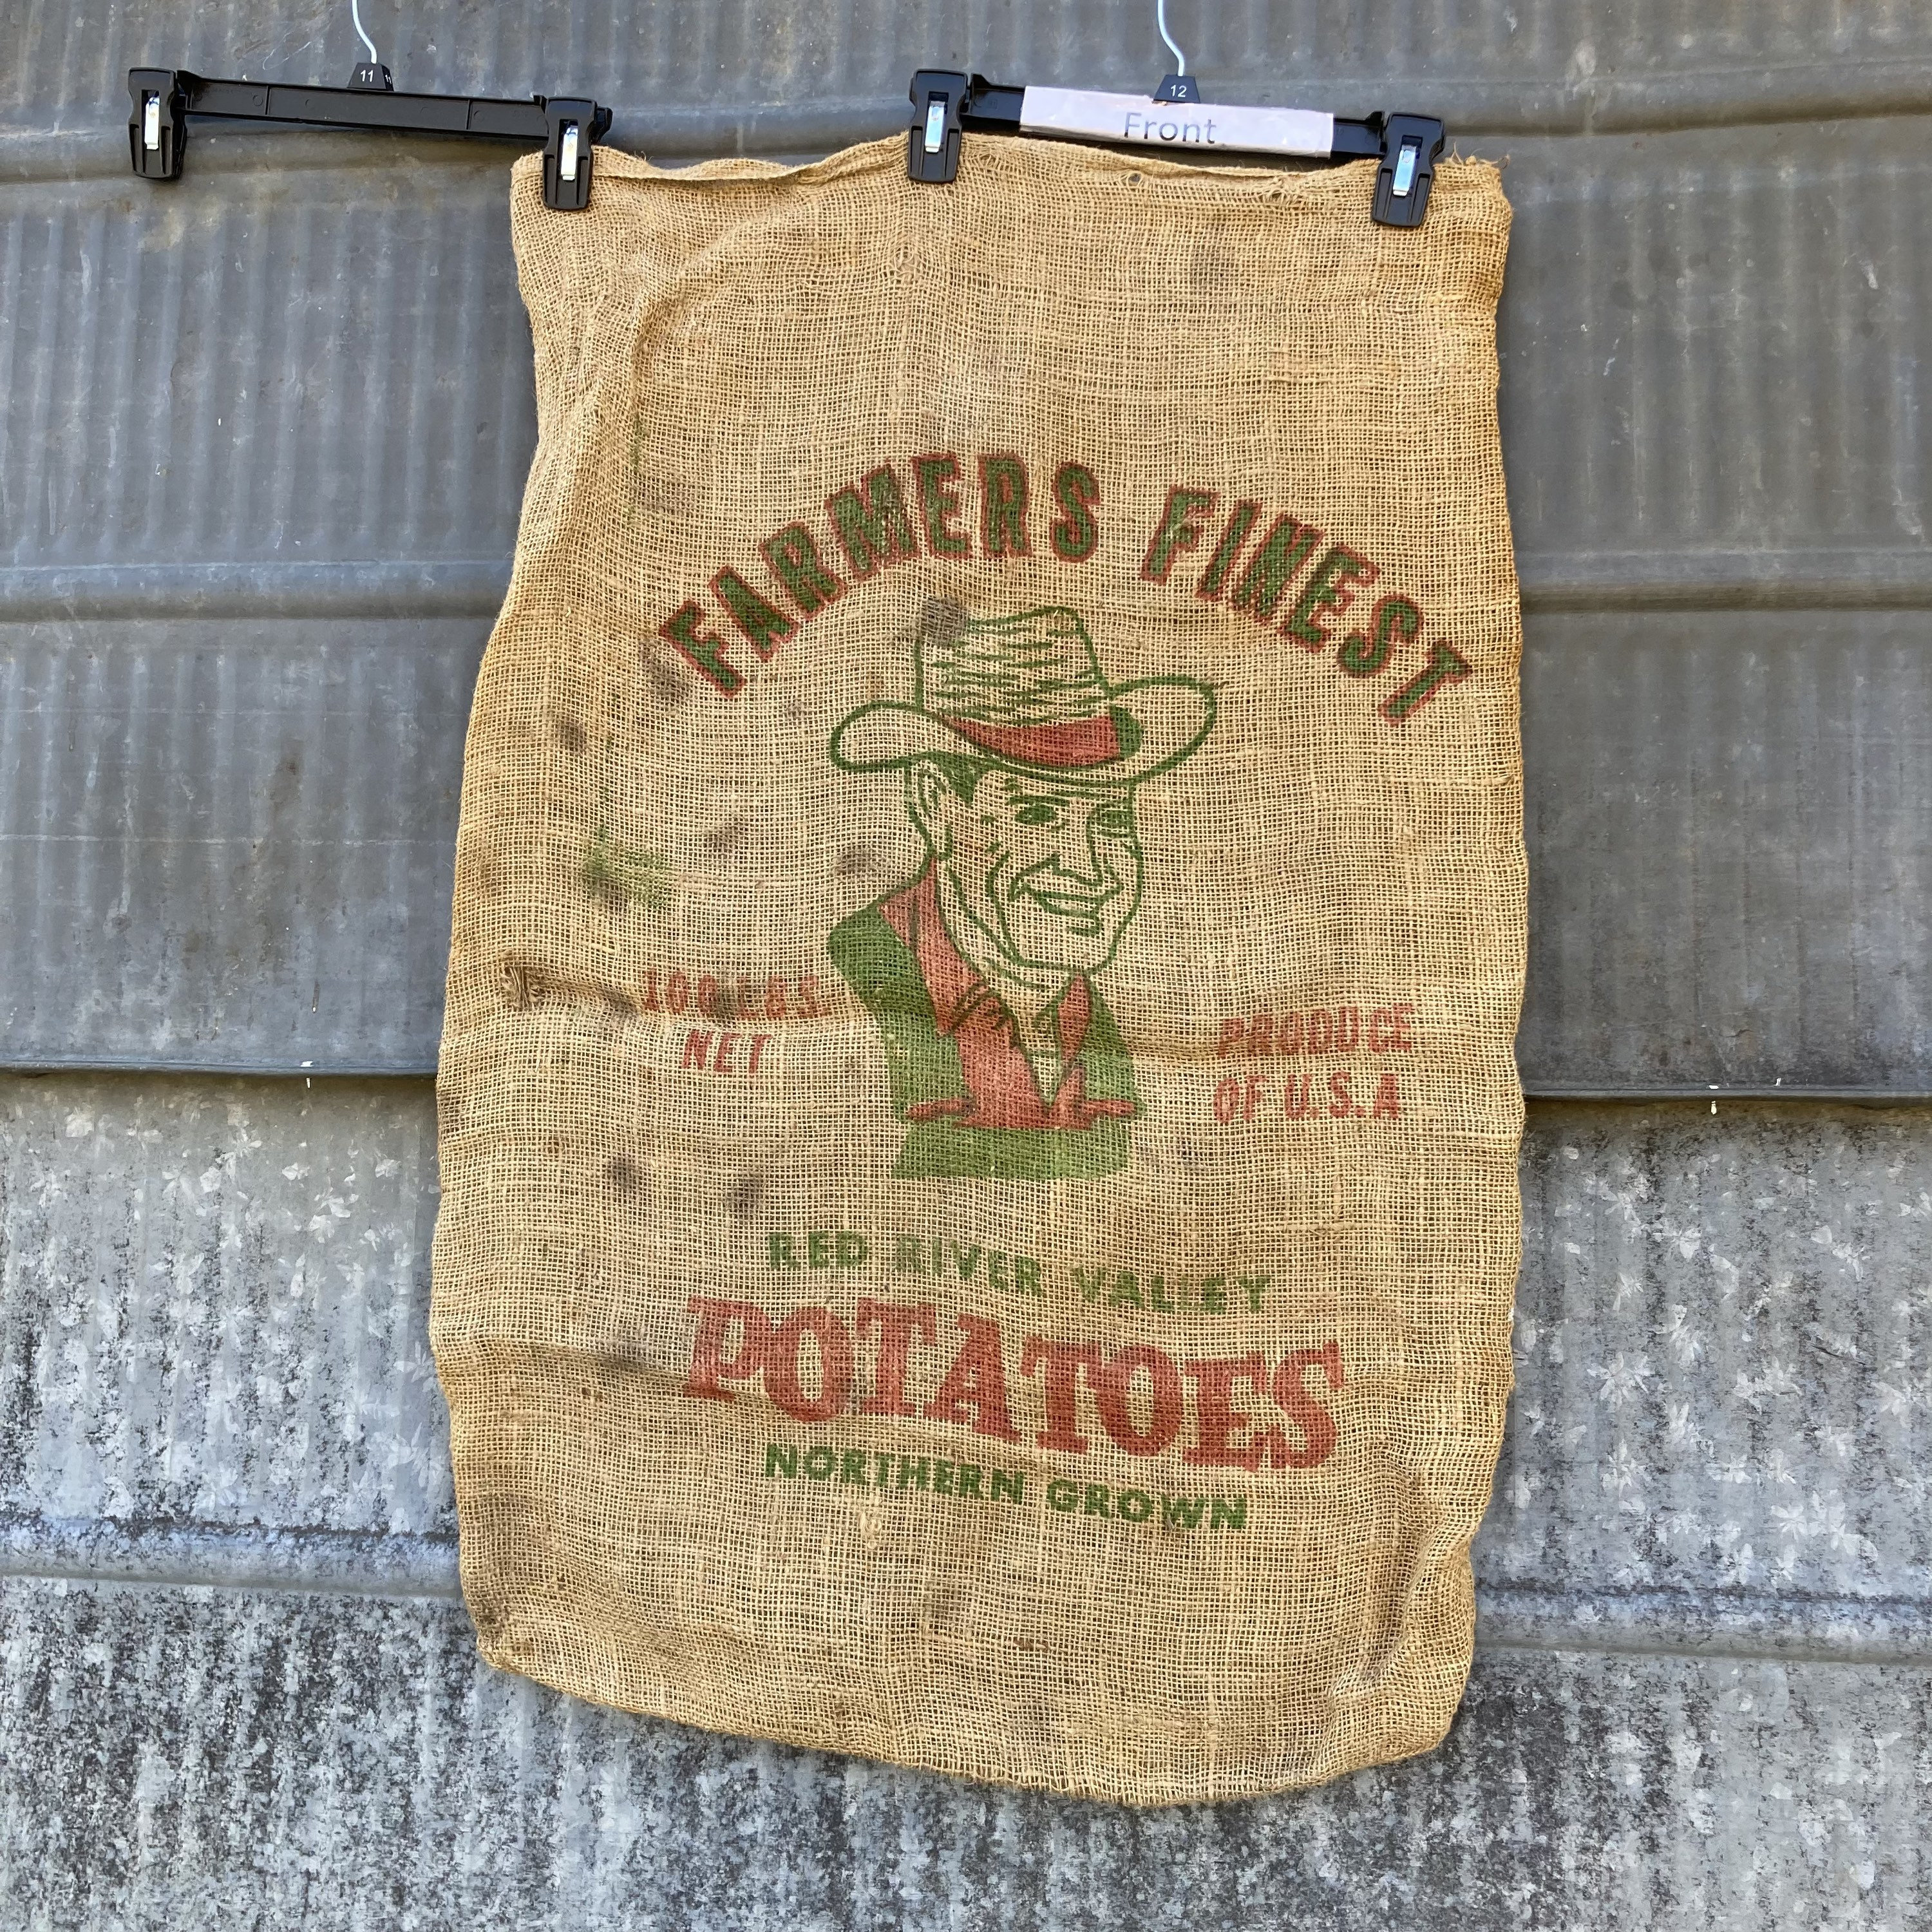 11
12
Front
FARMERS FINEST
100 LBS
NET
PRODUCE
OF U.S.A
RED RIVER VALLEY
POTATOES
NORTHERN GROWN